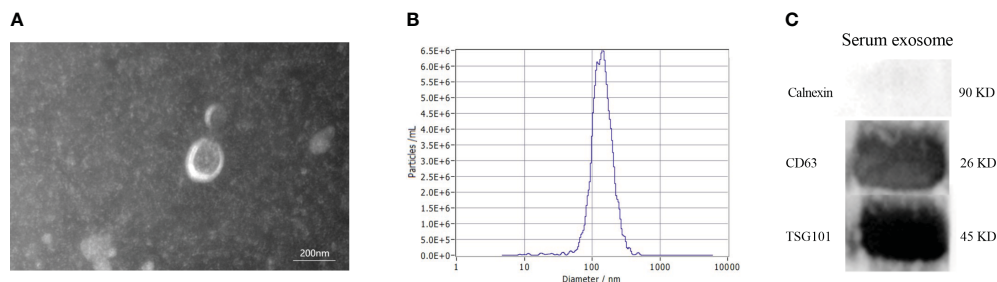 A
B
C
200nm
Particles /mL
6.5E+6
6.0E+6
5.5E+6
5.0E+6
4.5E+6
4.0E+6
3.5E+6
3.0E+6
2.5E+6
2.0E+6
1.5E+6
1.0E+6
5.0E+5
0.0E+0
1
10
100
1000
10000
Diameter / nm
Serum exosome
Calnexin 90 KD
CD63 26 KD
TSG101 45 KD